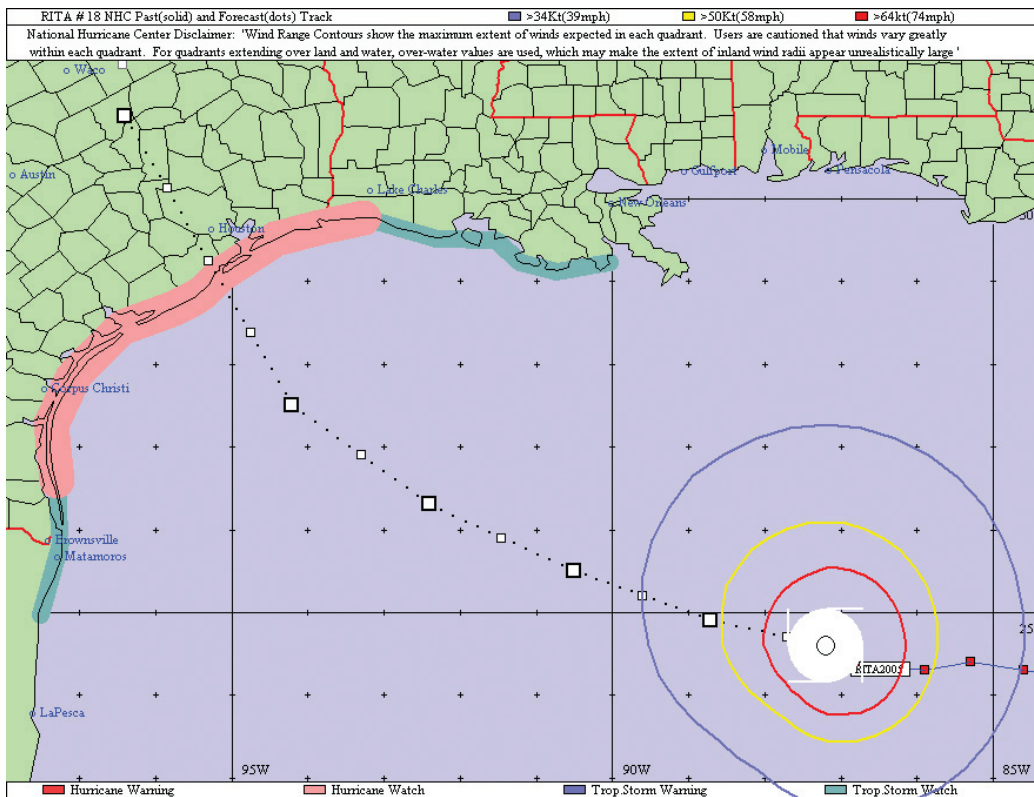 RITA # 18 NHC Past(solid) and Forecast(dots) Track >34Kt(39mph) >50Kt(58mph) >64kt(74mph)
National Hurricane Center Disclaimer: 'Wind Range Contours show the maximum extent of winds expected in each quadrant. Users are cautioned that winds vary greatly
within each quadrant. For quadrants extending over land and water, over-water values are used, which may make the extent of inland wind radii appear unrealistically large '
Waco
Mobile
Austin
Gulfport
Pensacola
Lake Charles
New Orleans
Houston
Corpus Christi
Brownsville
Matamoros
25
RITA2005
LaPesca
95W 90W 85W
Hurricane Warning Hurricane Watch Trop.Storm Warning Trop.Storm Watch